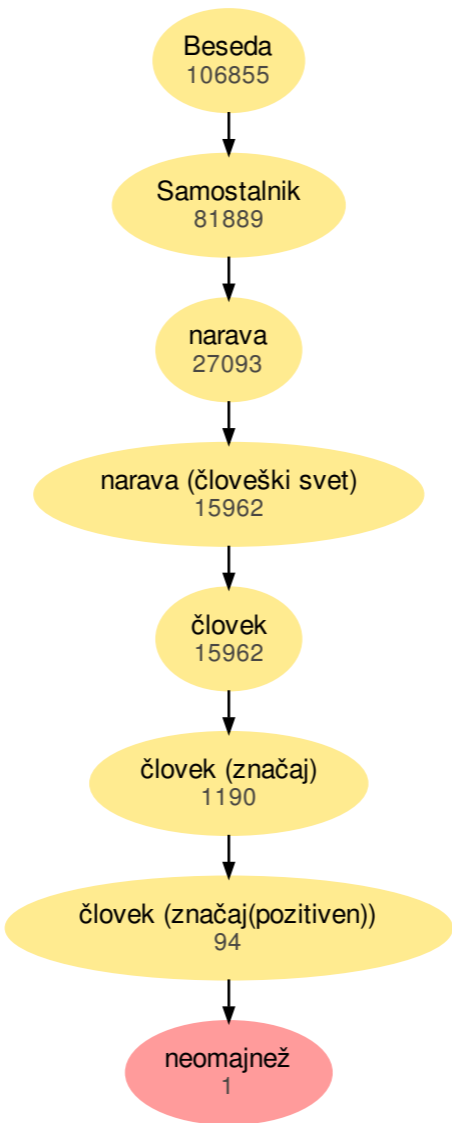 Beseda
106855
Samostalnik
81889
narava
27093
narava (človeški svet)
15962
človek
15962
človek (značaj)
1190
človek (značaj(pozitiven))
94
neomajnež
1